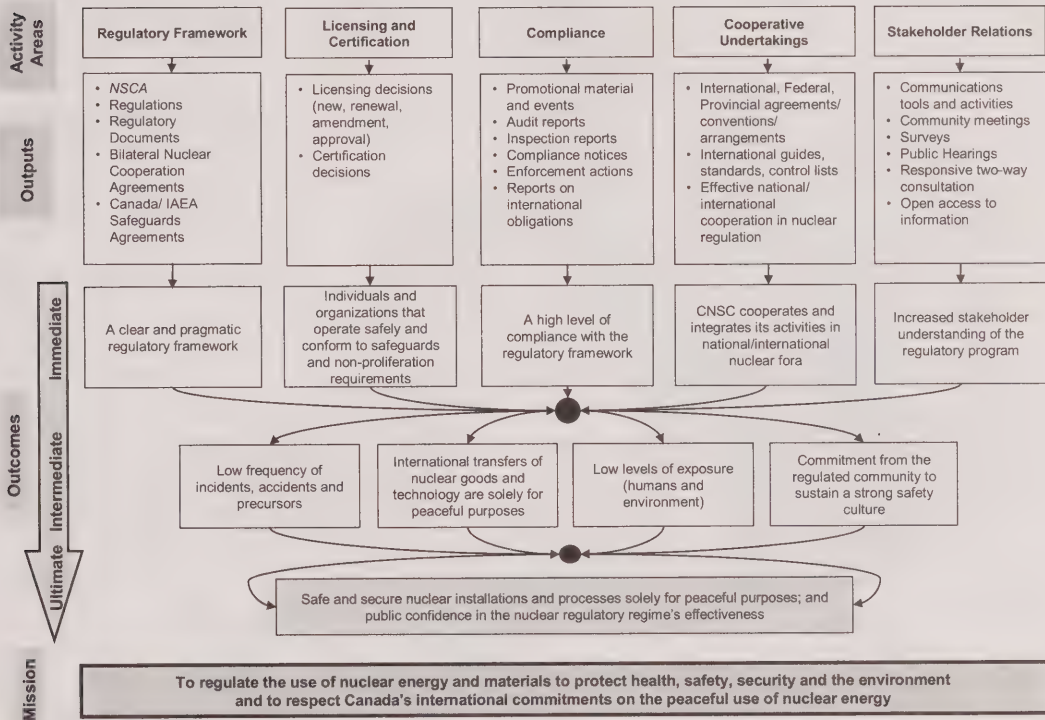 Activity
Areas
Regulatory Framework
Licensing and
Certification
Compliance
Cooperative
Undertakings
Stakeholder Relations
Outputs
• NSCA
• Regulations
• Regulatory
Documents
• Bilateral Nuclear
Cooperation
Agreements
• Canada/ IAEA
Safeguards
Agreements
• Licensing decisions
(new, renewal,
amendment,
approval)
• Certification
decisions
• Promotional material
and events
• Audit reports
• Inspection reports
• Compliance notices
• Enforcement actions
• Reports on
international
obligations
• International, Federal,
Provincial agreements/
conventions/
arrangements
• International guides,
standards, control lists
• Effective national/
international
cooperation in nuclear
regulation
• Communications
tools and activities
• Community meetings
• Surveys
• Public Hearings
• Responsive two-way
consultation
• Open access to
information
Outcomes
Immediate
A clear and pragmatic
regulatory framework
Individuals and
organizations that
operate safely and
conform to safeguards
and non-proliferation
requirements
A high level of
compliance with the
regulatory framework
CNSC cooperates and
integrates its activities in
national/international
nuclear fora
Increased stakeholder
understanding of the
regulatory program
Intermediate
Low frequency of
incidents, accidents and
precursors
International transfers of
nuclear goods and
technology are solely for
peaceful purposes
Low levels of exposure
(humans and
environment)
Commitment from the
regulated community to
sustain a strong safety
culture
Ultimate
Safe and secure nuclear installations and processes solely for peaceful purposes; and
public confidence in the nuclear regulatory regime's effectiveness
Mission
To regulate the use of nuclear energy and materials to protect health, safety, security and the environment
and to respect Canada's international commitments on the peaceful use of nuclear energy